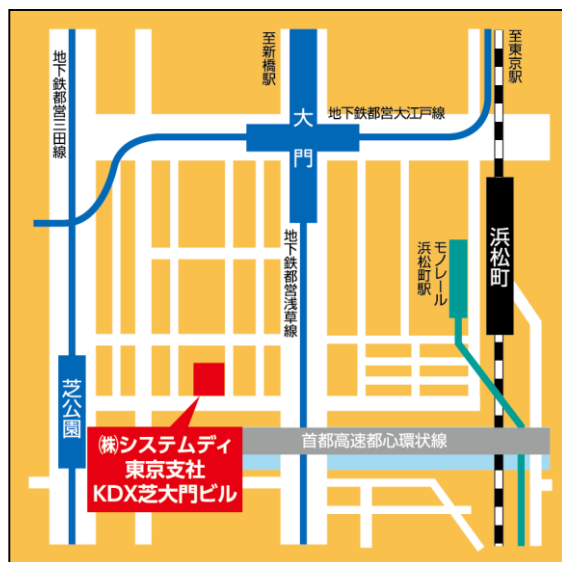 地下鉄都営三田線
至新橋駅
至東京駅
大門
地下鉄都営大江戸線
浜松町
モノレール
浜松町駅
地下鉄都営浅草線
芝公園
㈱システムディ
東京支社
KDX芝大門ビル
首都高速都心環状線